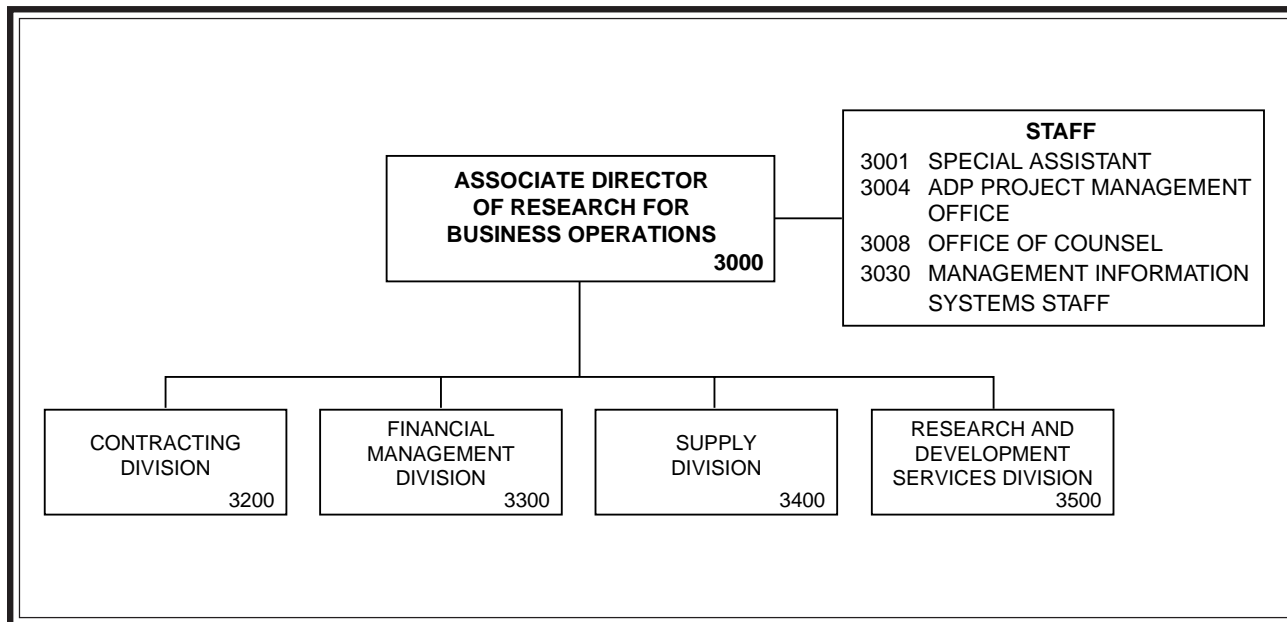 ASSOCIATE DIRECTOR
OF RESEARCH FOR
BUSINESS OPERATIONS
3000
STAFF
3001 SPECIAL ASSISTANT
3004 ADP PROJECT MANAGEMENT
OFFICE
3008 OFFICE OF COUNSEL
3030 MANAGEMENT INFORMATION
SYSTEMS STAFF
CONTRACTING
DIVISION
3200
FINANCIAL
MANAGEMENT
DIVISION
3300
SUPPLY
DIVISION
3400
RESEARCH AND
DEVELOPMENT
SERVICES DIVISION
3500